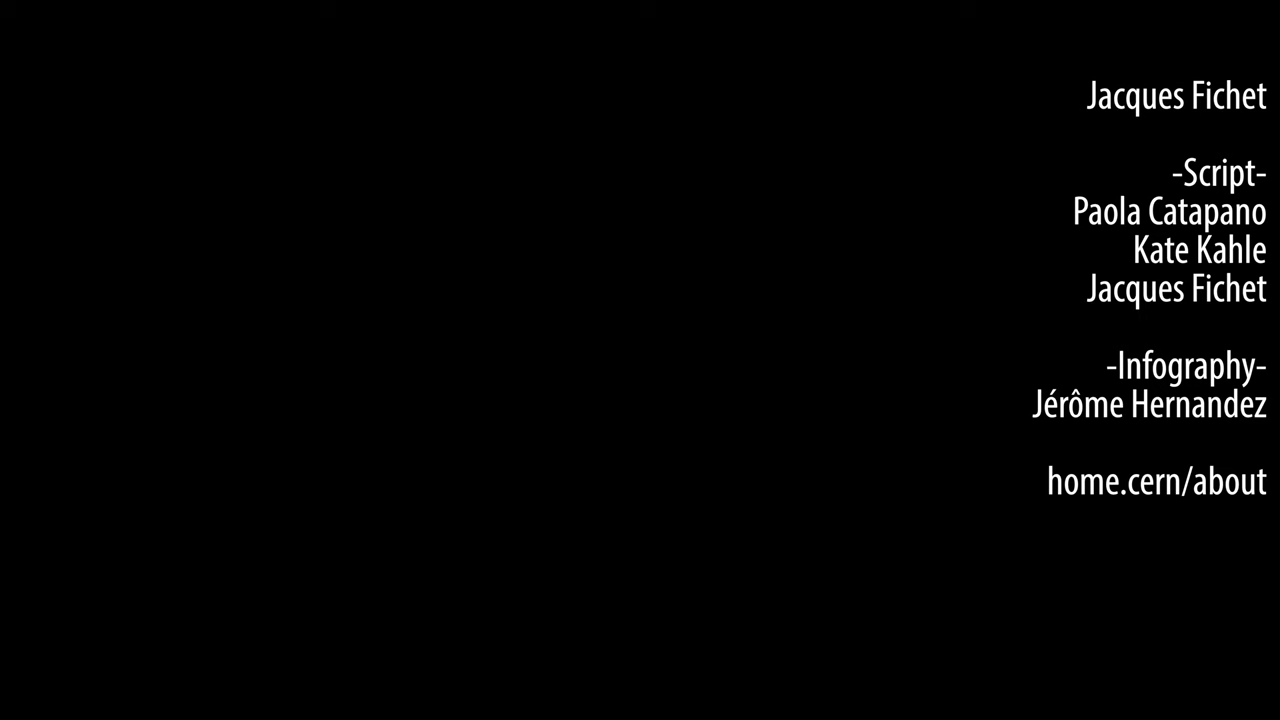 Jacques Fichet
-Script-
Paola Catapano
Kate Kahle
Jacques Fichet
-Infography-
Jérôme Hernandez
home.cern/about